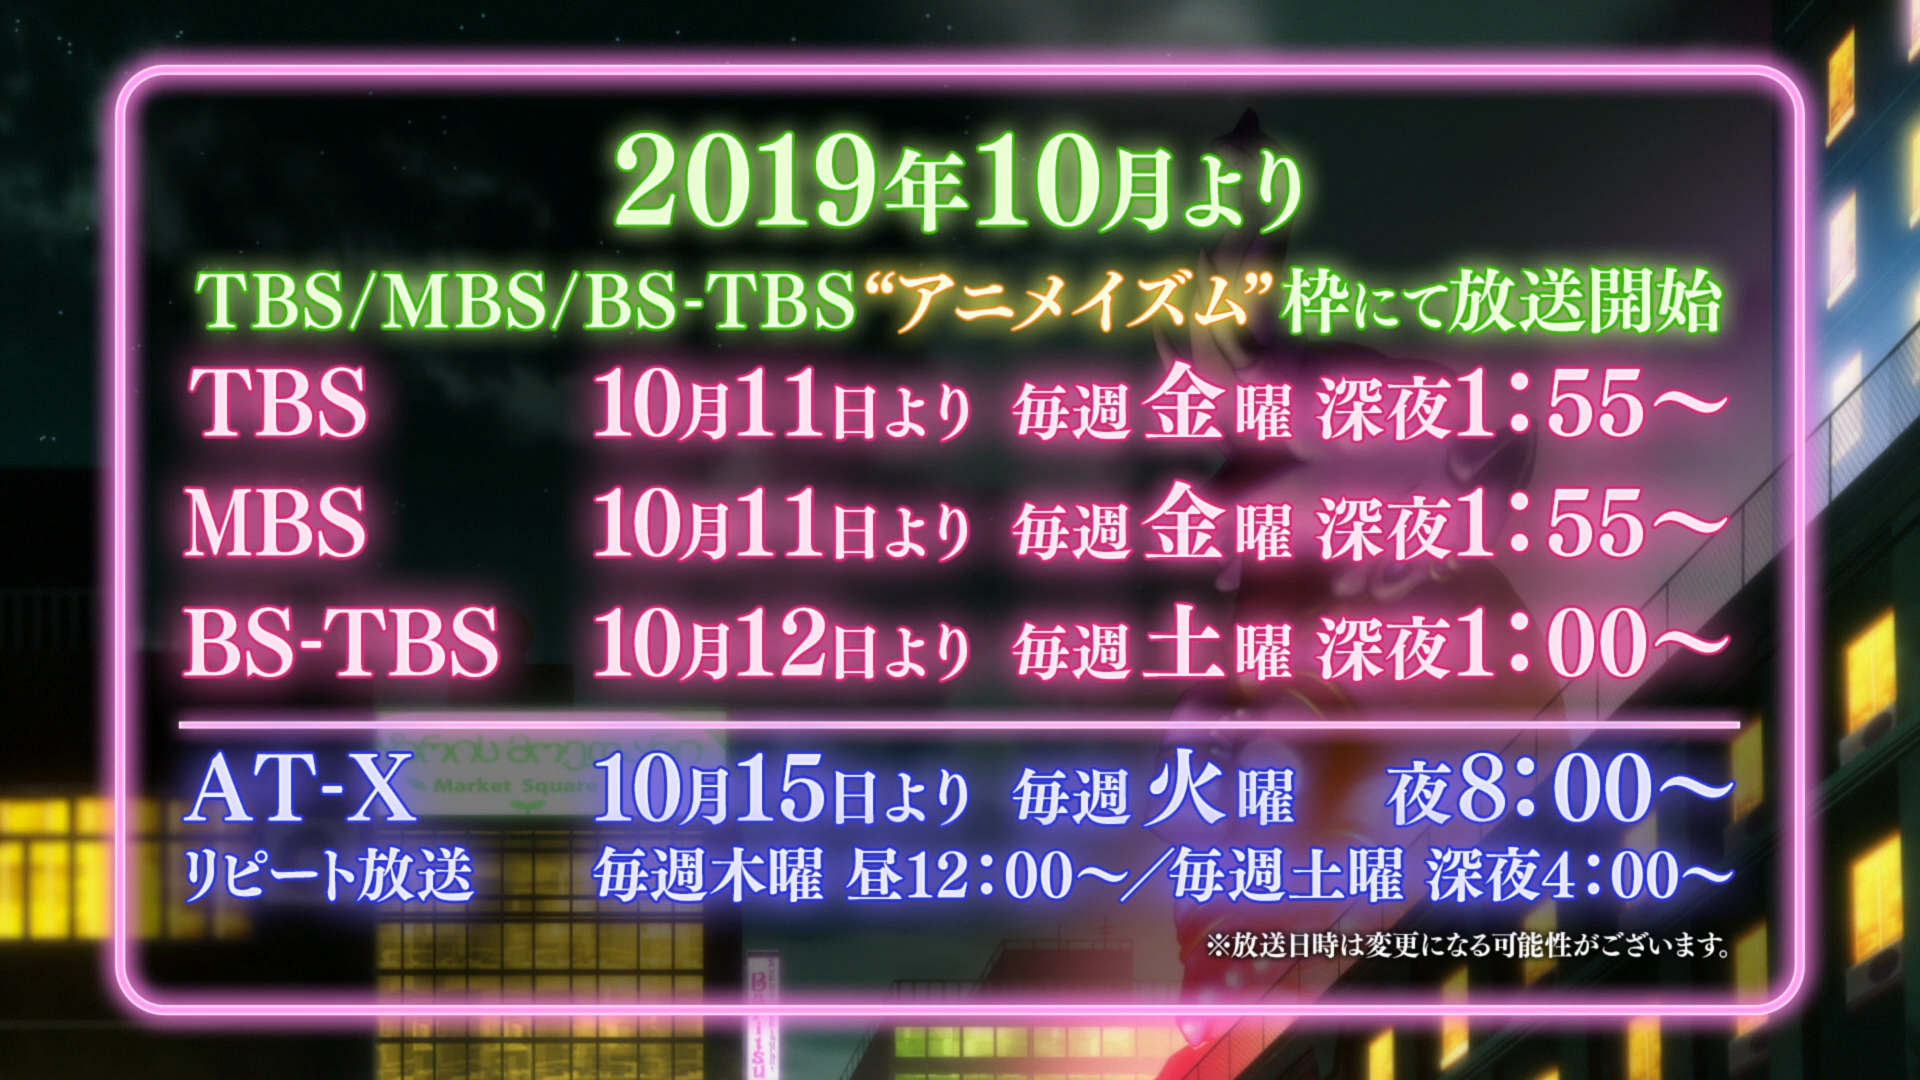 2019年10月より
TBS/MBS/BS-TBS“アニメイズム”枠にて放送開始
TBS 10月11日より 毎週金曜 深夜1：55～
MBS 10月11日より 毎週金曜 深夜1：55～
BS-TBS 10月12日より 毎週土曜 深夜1：00～
AT-X 10月15日より 毎週火曜 夜8：00～
リピート放送 毎週木曜 昼12：00～／毎週土曜 深夜4：00～
※放送日時は変更になる可能性がございます。
Market Square